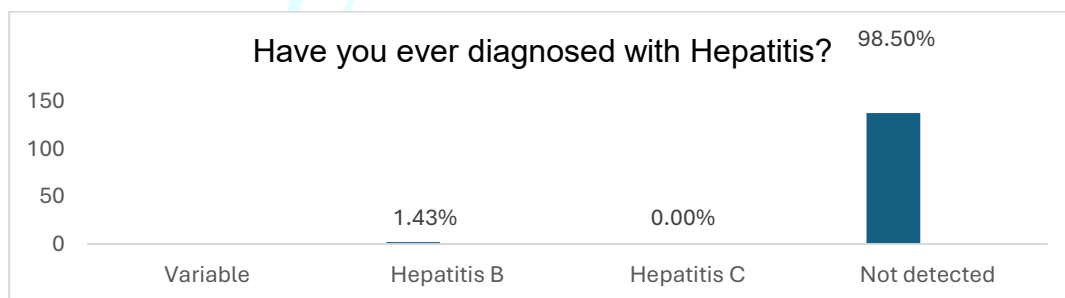 Have you ever diagnosed with Hepatitis?
98.50%
150
100
50
0
1.43%
0.00%
Variable
Hepatitis B
Hepatitis C
Not detected